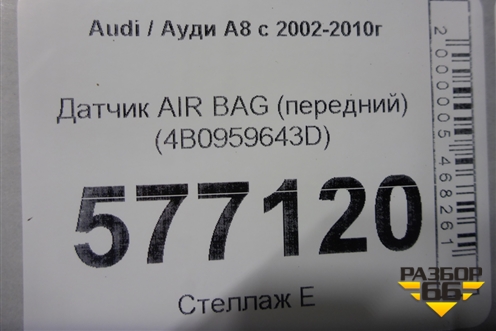 Audi / Ауди A8 с 2002-2010г
Датчик AIR BAG (передний)
(4B0959643D)
577120
Стеллаж Е
2000005468261
РАЗБОР
66